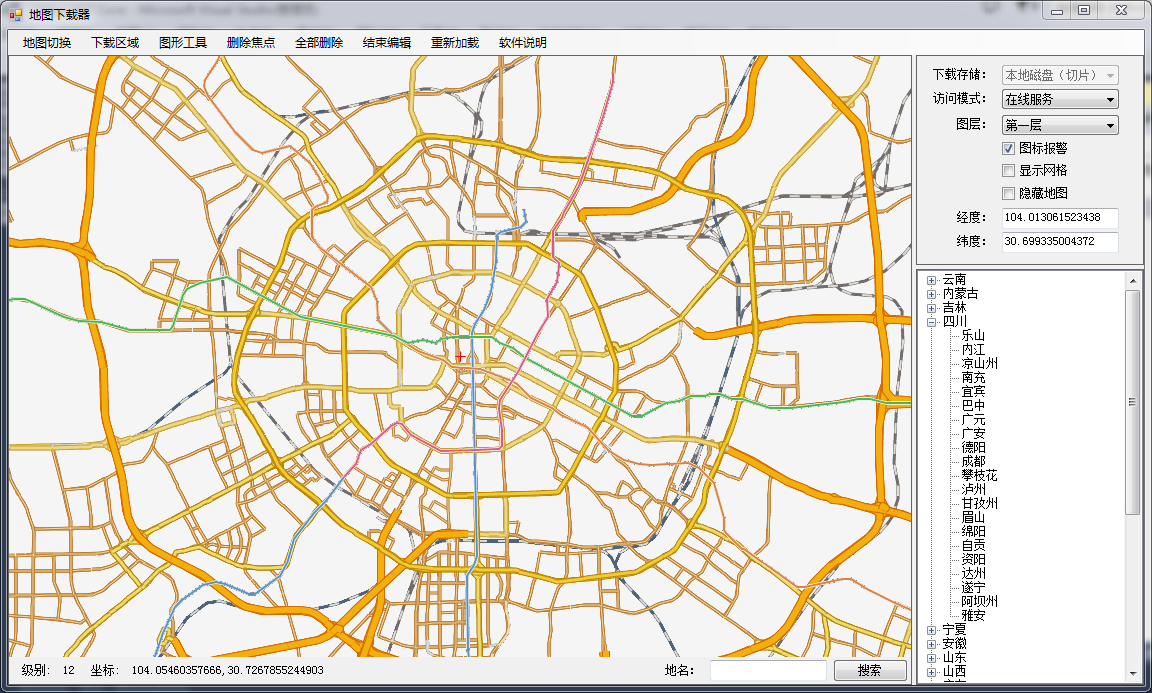 地图下载器
地图切换 下载区域 图形工具 删除焦点 全部删除 结束编辑 重新加载 软件说明
下载存储： 本地磁盘（切片）
访问模式： 在线服务
图层： 第一层
图标报警
显示网格
隐藏地图
经度： 104.013061523438
纬度： 30.699335004372
云南
内蒙古
吉林
四川
乐山
内江
凉山州
南充
宜宾
巴中
广元
广安
德阳
成都
攀枝花
泸州
甘孜州
眉山
绵阳
自贡
资阳
达州
遂宁
阿坝州
雅安
宁夏
安徽
山东
山西
级别： 12 坐标： 104.05460357666,30.7267855244903
地名： 搜索